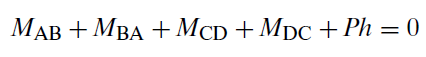 M_AB + M_BA + M_CD + M_DC + Ph = 0